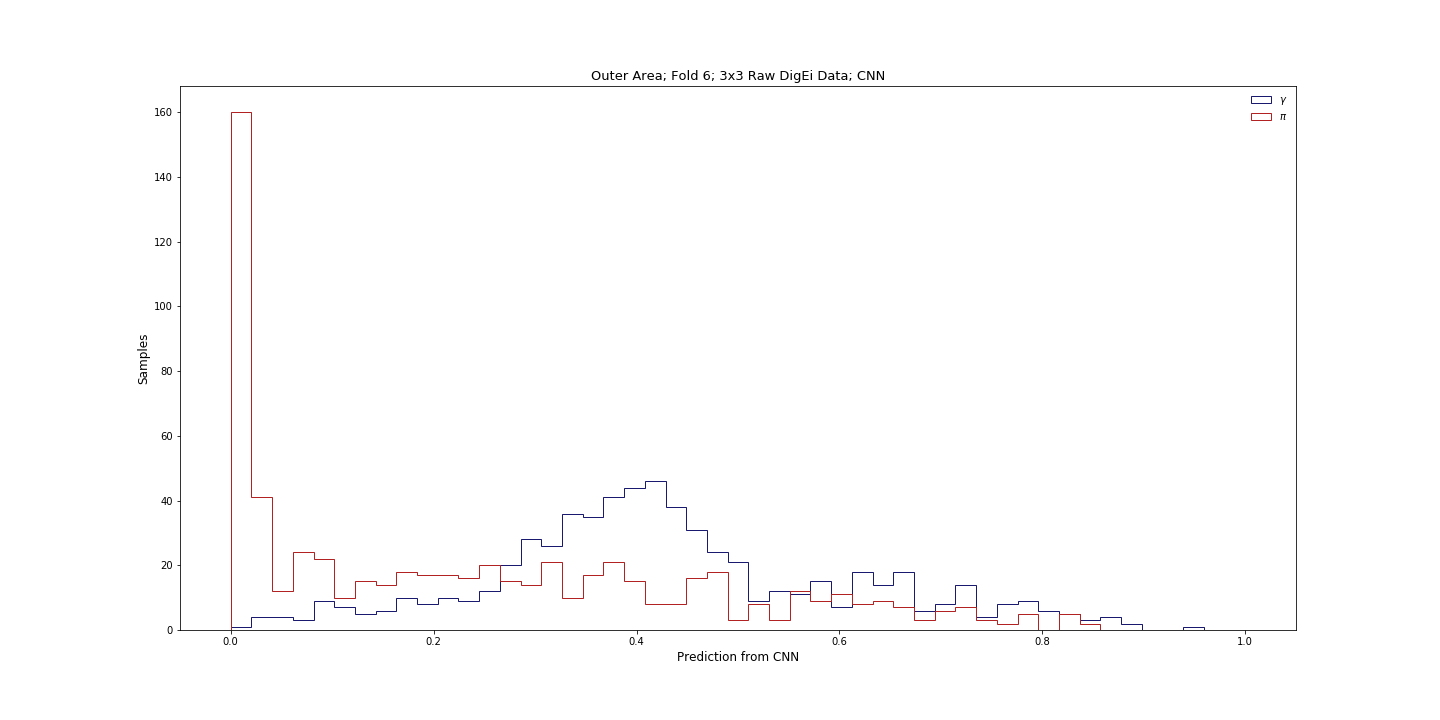 Outer Area; Fold 6; 3x3 Raw DigEi Data; CNN
γ
π
160
140
120
100
80
60
40
20
0
Samples
0.0 0.2 0.4 0.6 0.8 1.0
Prediction from CNN